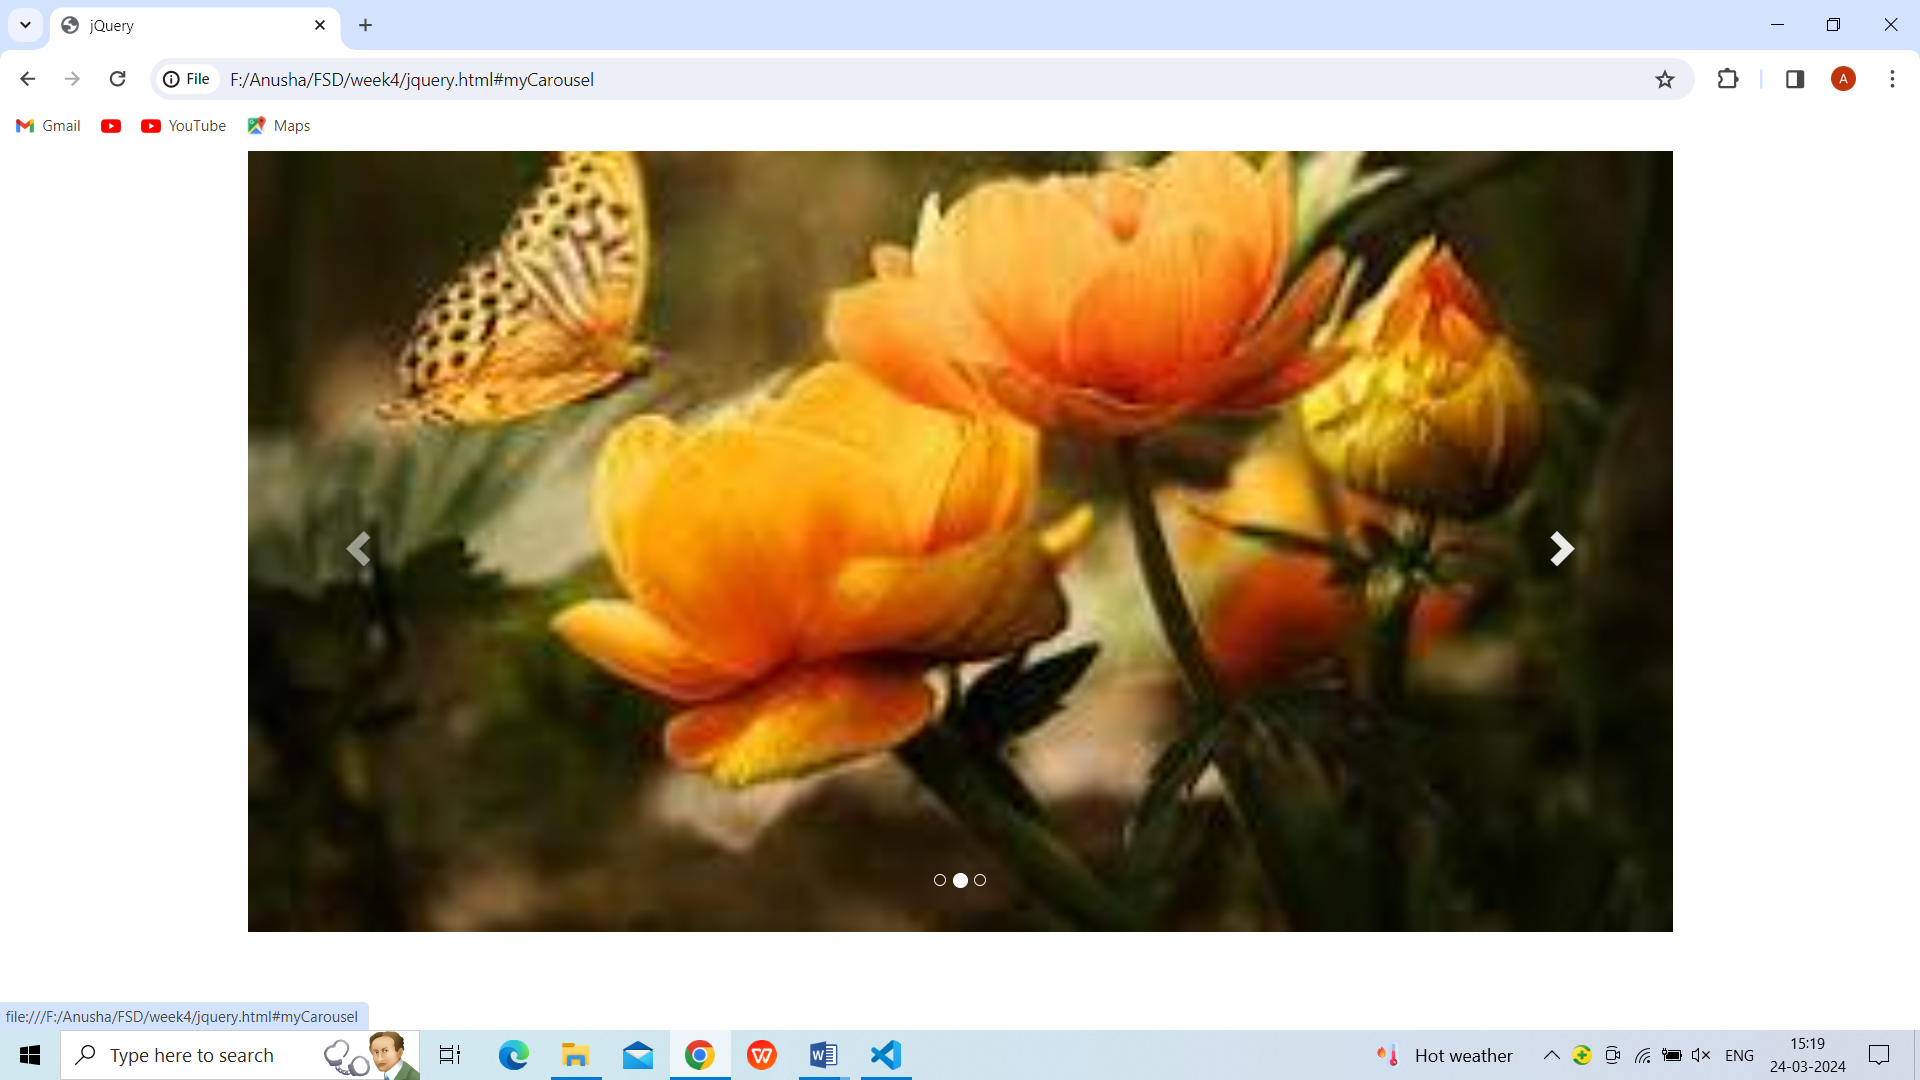 jQuery
File F:/Anusha/FSD/week4/jquery.html#myCarousel
A
Gmail YouTube Maps
file:///F:/Anusha/FSD/week4/jquery.html#myCarousel
Type here to search
W
Hot weather
ENG
15:19
24-03-2024